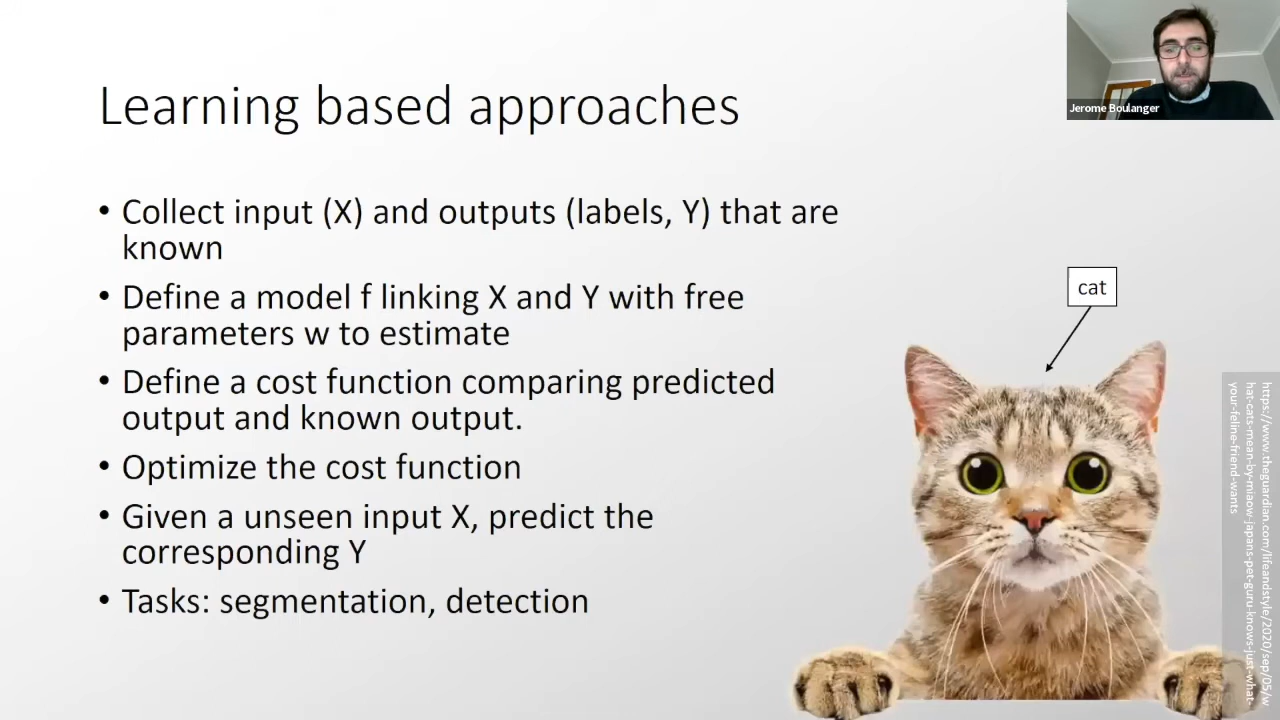 Learning based approaches
Jerome Boulanger
• Collect input (X) and outputs (labels, Y) that are
known
• Define a model f linking X and Y with free
parameters w to estimate
• Define a cost function comparing predicted
output and known output.
• Optimize the cost function
• Given a unseen input X, predict the
corresponding Y
• Tasks: segmentation, detection
cat
https://www.theguardian.com/lifeandstyle/2020/sep/05/w
hat-cats-mean-by-miaow-japans-pet-guru-knows-just-what-
your-feline-friend-wants